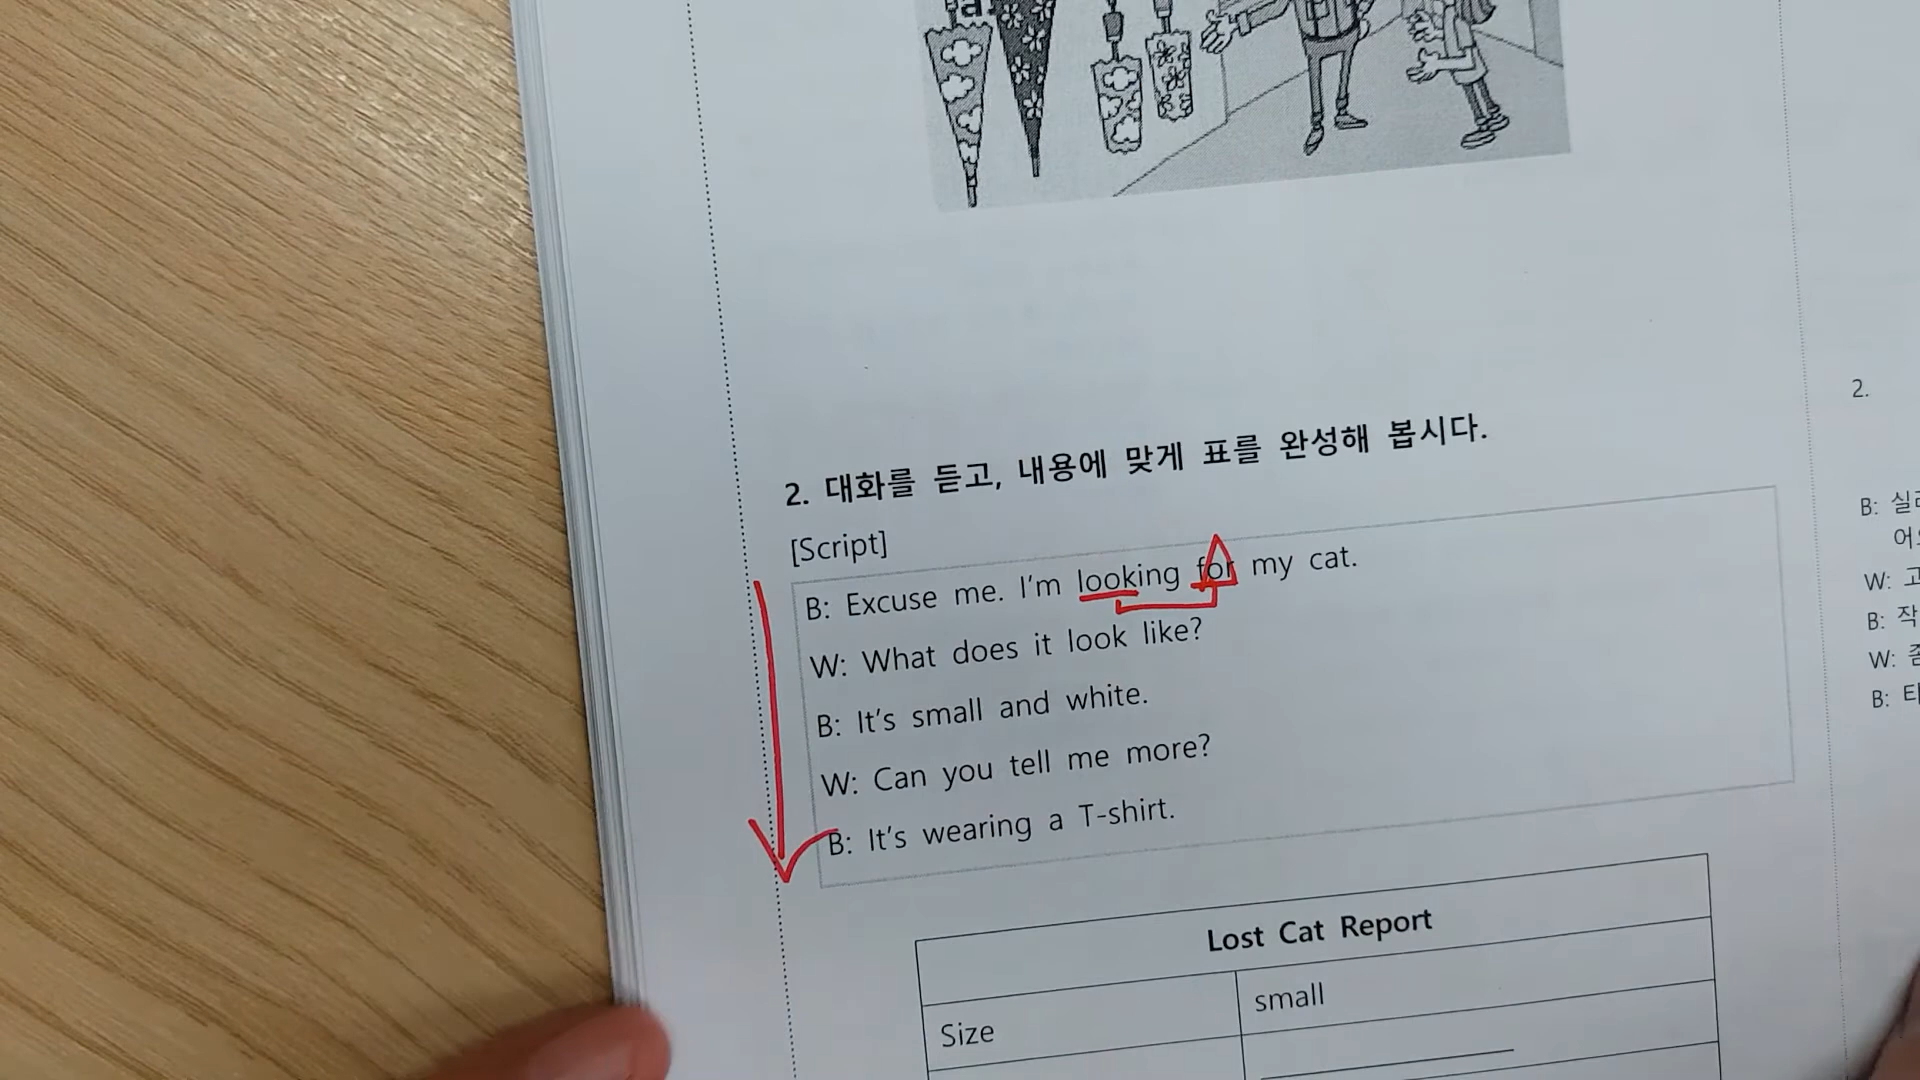 a.
2. 대화를 듣고, 내용에 맞게 표를 완성해 봅시다.
[Script]
B: Excuse me. I'm looking for my cat.
W: What does it look like?
B: It's small and white.
W: Can you tell me more?
B: It's wearing a T-shirt.
Lost Cat Report
Size small
2.
B:
W:
B: 작
W:
B: